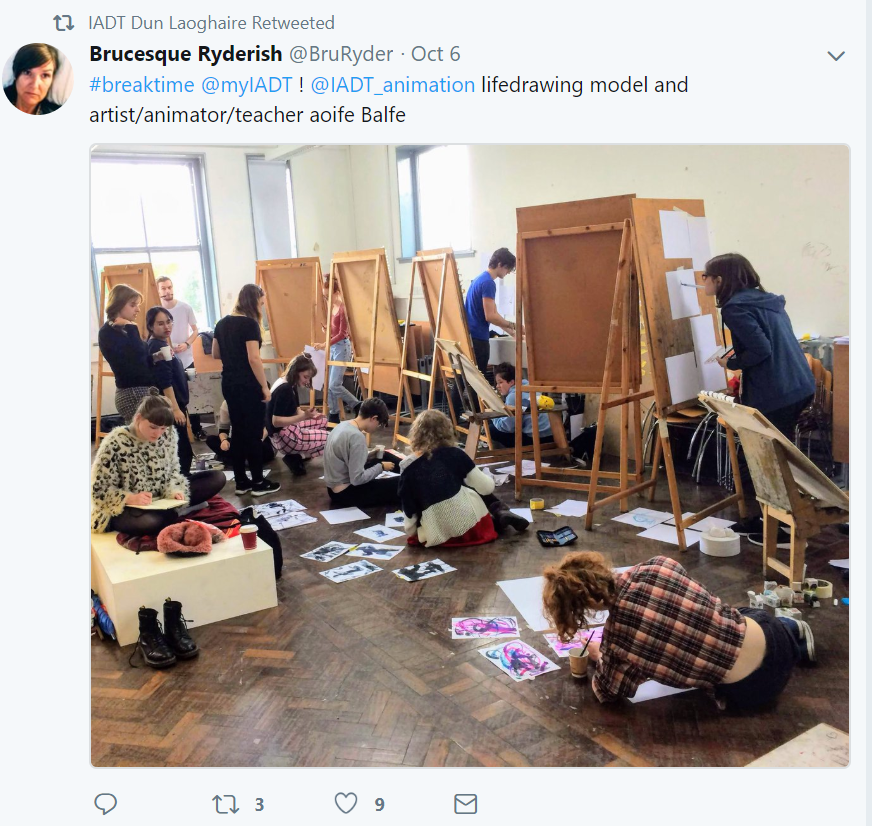 IADT Dun Laoghaire Retweeted
Brucesque Ryderish @BruRyder · Oct 6
#breaktime @myIADT ! @IADT_animation lifedrawing model and
artist/animator/teacher aoife Balfe
3 9